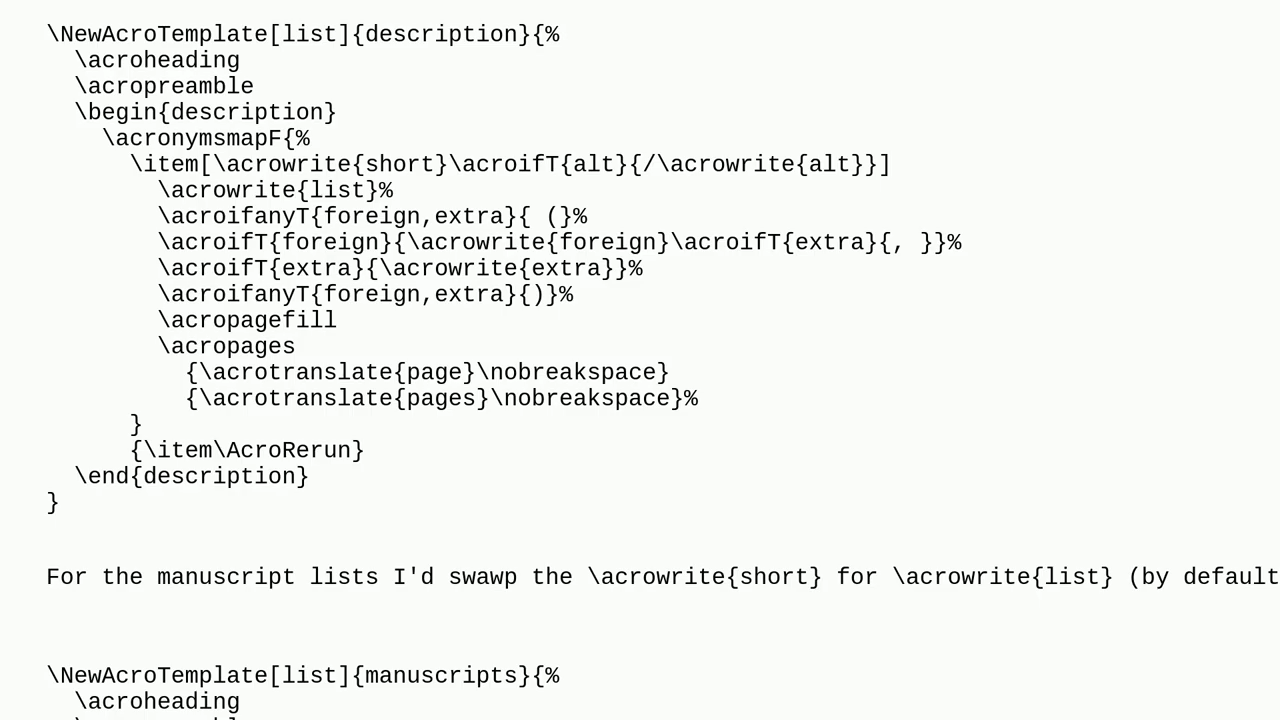 \NewAcroTemplate[list]{description}{%
\acroheading
\acropreamble
\begin{description}
\acronymsmapF{%
\item[\acrowrite{short}\acroifT{alt}{/\acrowrite{alt}}]
\acrowrite{list}%
\acroifanyT{foreign,extra}{ (}%
\acroifT{foreign}{\acrowrite{foreign}\acroifT{extra}{, }}%
\acroifT{extra}{\acrowrite{extra}}%
\acroifanyT{foreign,extra}{)}%
\acropagefill
\acropages
{\acrotranslate{page}\nobreakspace}
{\acrotranslate{pages}\nobreakspace}%
}
{\item\AcroRerun}
\end{description}
}
For the manuscript lists I'd swawp the \acrowrite{short} for \acrowrite{list} (by default
\NewAcroTemplate[list]{manuscripts}{%
\acroheading